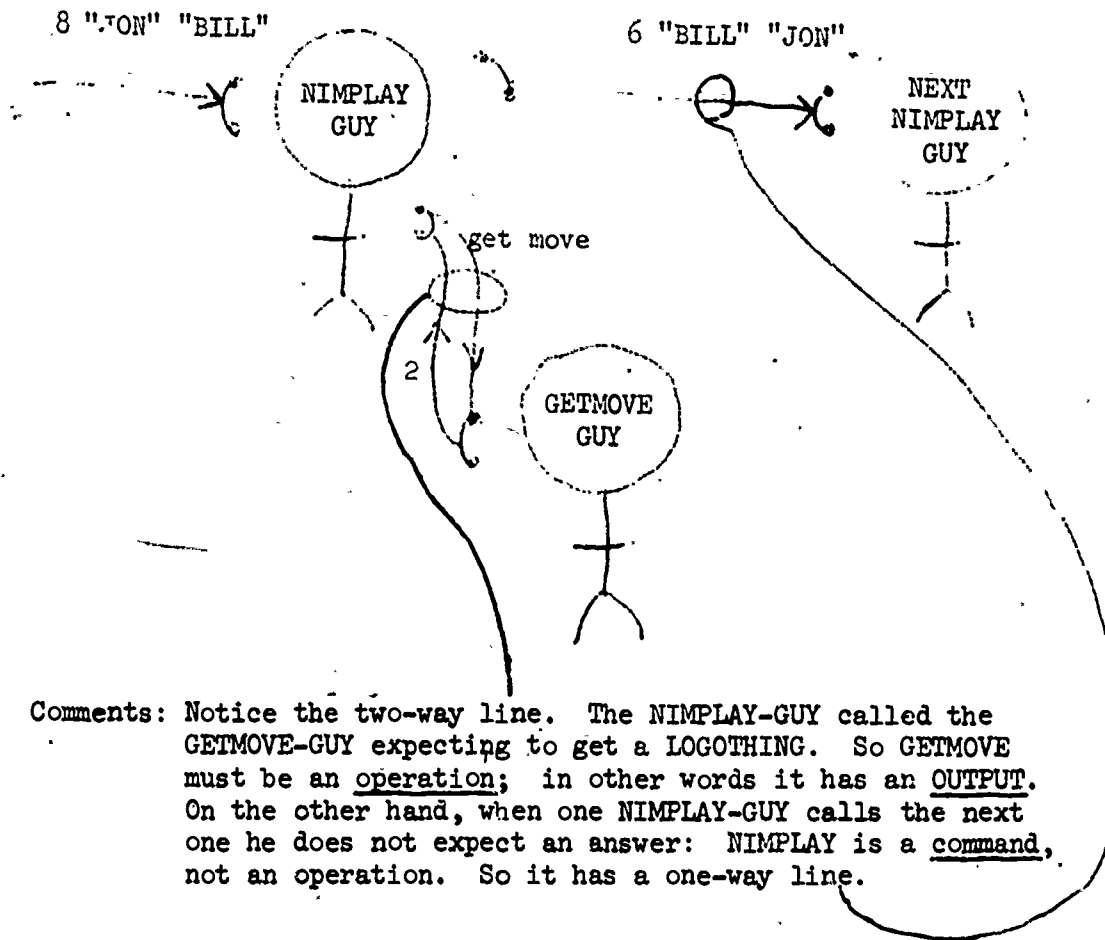 8 "JON" "BILL"
6 "BILL" "JON"
NIMPLAY
GUY
NEXT
NIMPLAY
GUY
get move
2
GETMOVE
GUY
Comments: Notice the two-way line. The NIMPLAY-GUY called the
GETMOVE-GUY expecting to get a LOGOTHING. So GETMOVE
must be an operation; in other words it has an OUTPUT.
On the other hand, when one NIMPLAY-GUY calls the next
one he does not expect an answer: NIMPLAY is a command,
not an operation. So it has a one-way line.